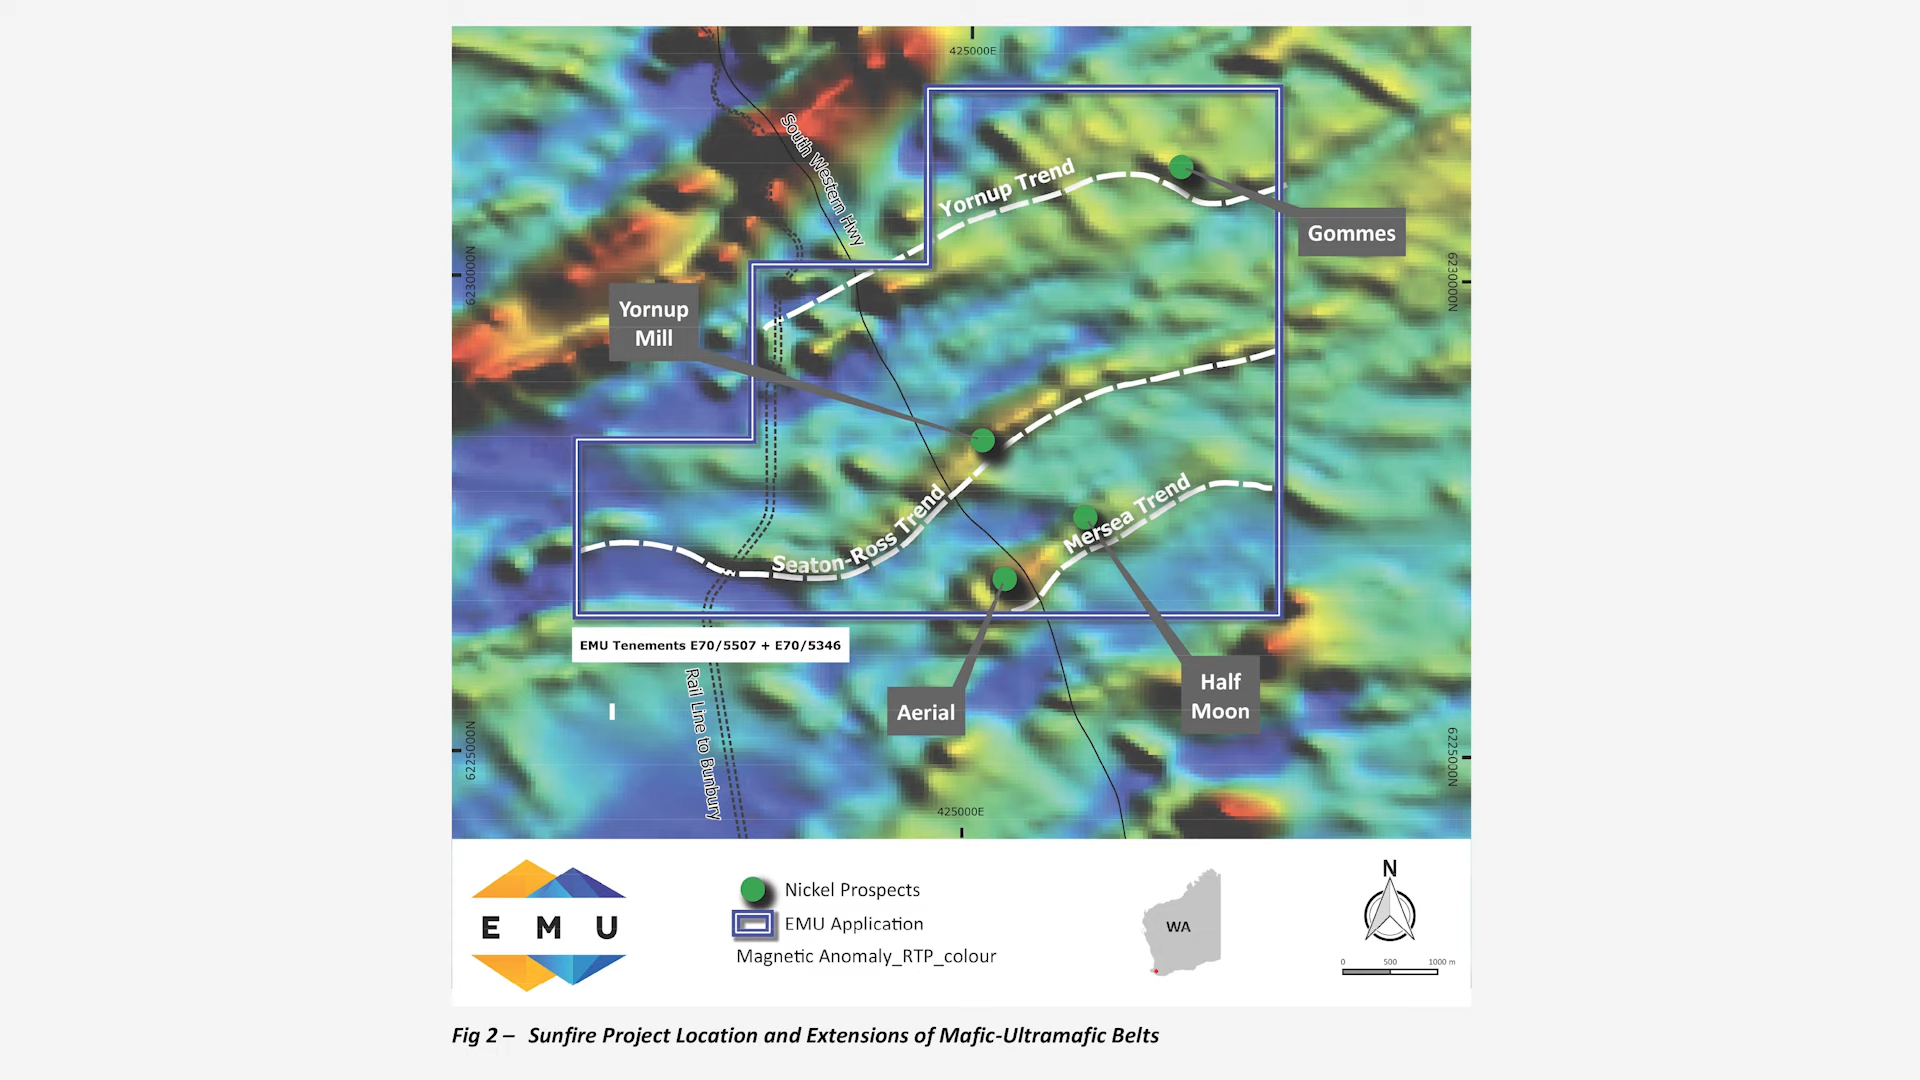 425000E
South Western Hwy
Yornup Trend
Gommes
6230000N
6230000N
Yornup
Mill
Seaton-Ross Trend
Mersea Trend
EMU Tenements E70/5507 + E70/5346
Rail Line to Bunbury
Aerial
Half
Moon
6225000N
6225000N
425000E
EMU
Nickel Prospects
EMU Application
Magnetic Anomaly_RTP_colour
WA
N
0 500 1000 m
Fig 2 – Sunfire Project Location and Extensions of Mafic-Ultramafic Belts